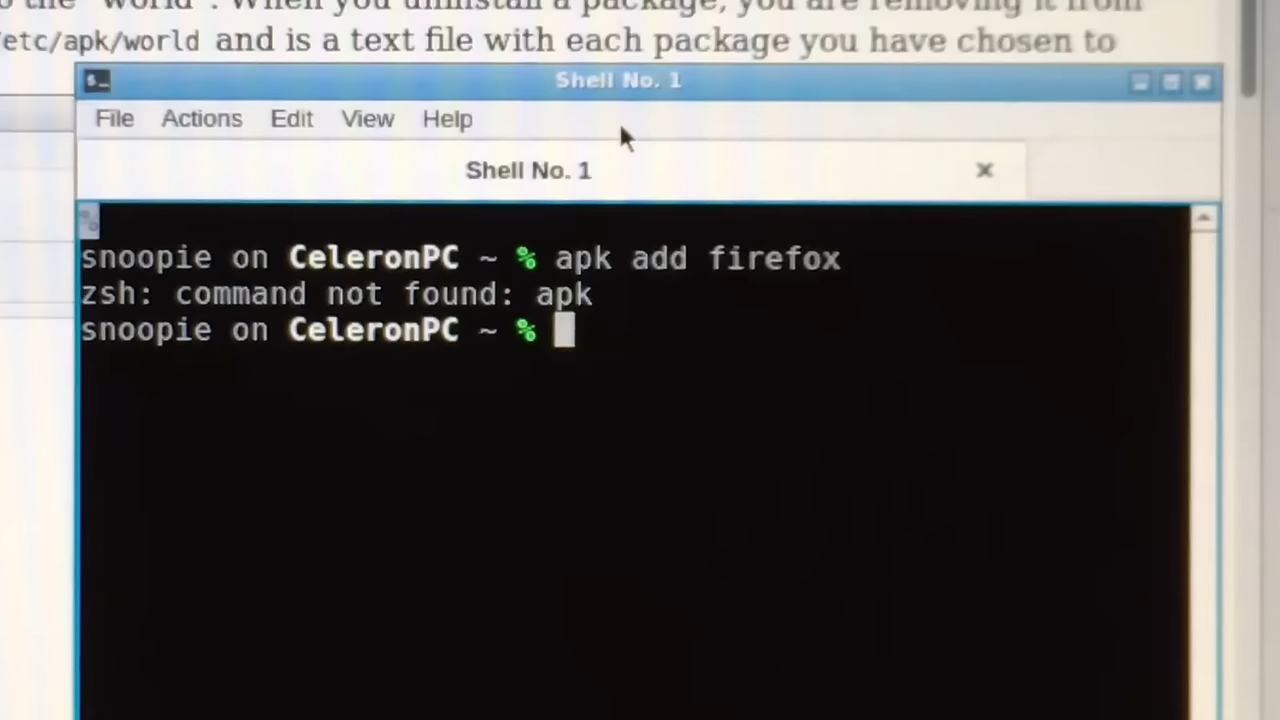 the "world". When you uninstall a package, you are removing it from
/etc/apk/world and is a text file with each package you have chosen to
Shell No. 1
File Actions Edit View Help
Shell No. 1
%
snoopie on CeleronPC ~ % apk add firefox
zsh: command not found: apk
snoopie on CeleronPC ~ %